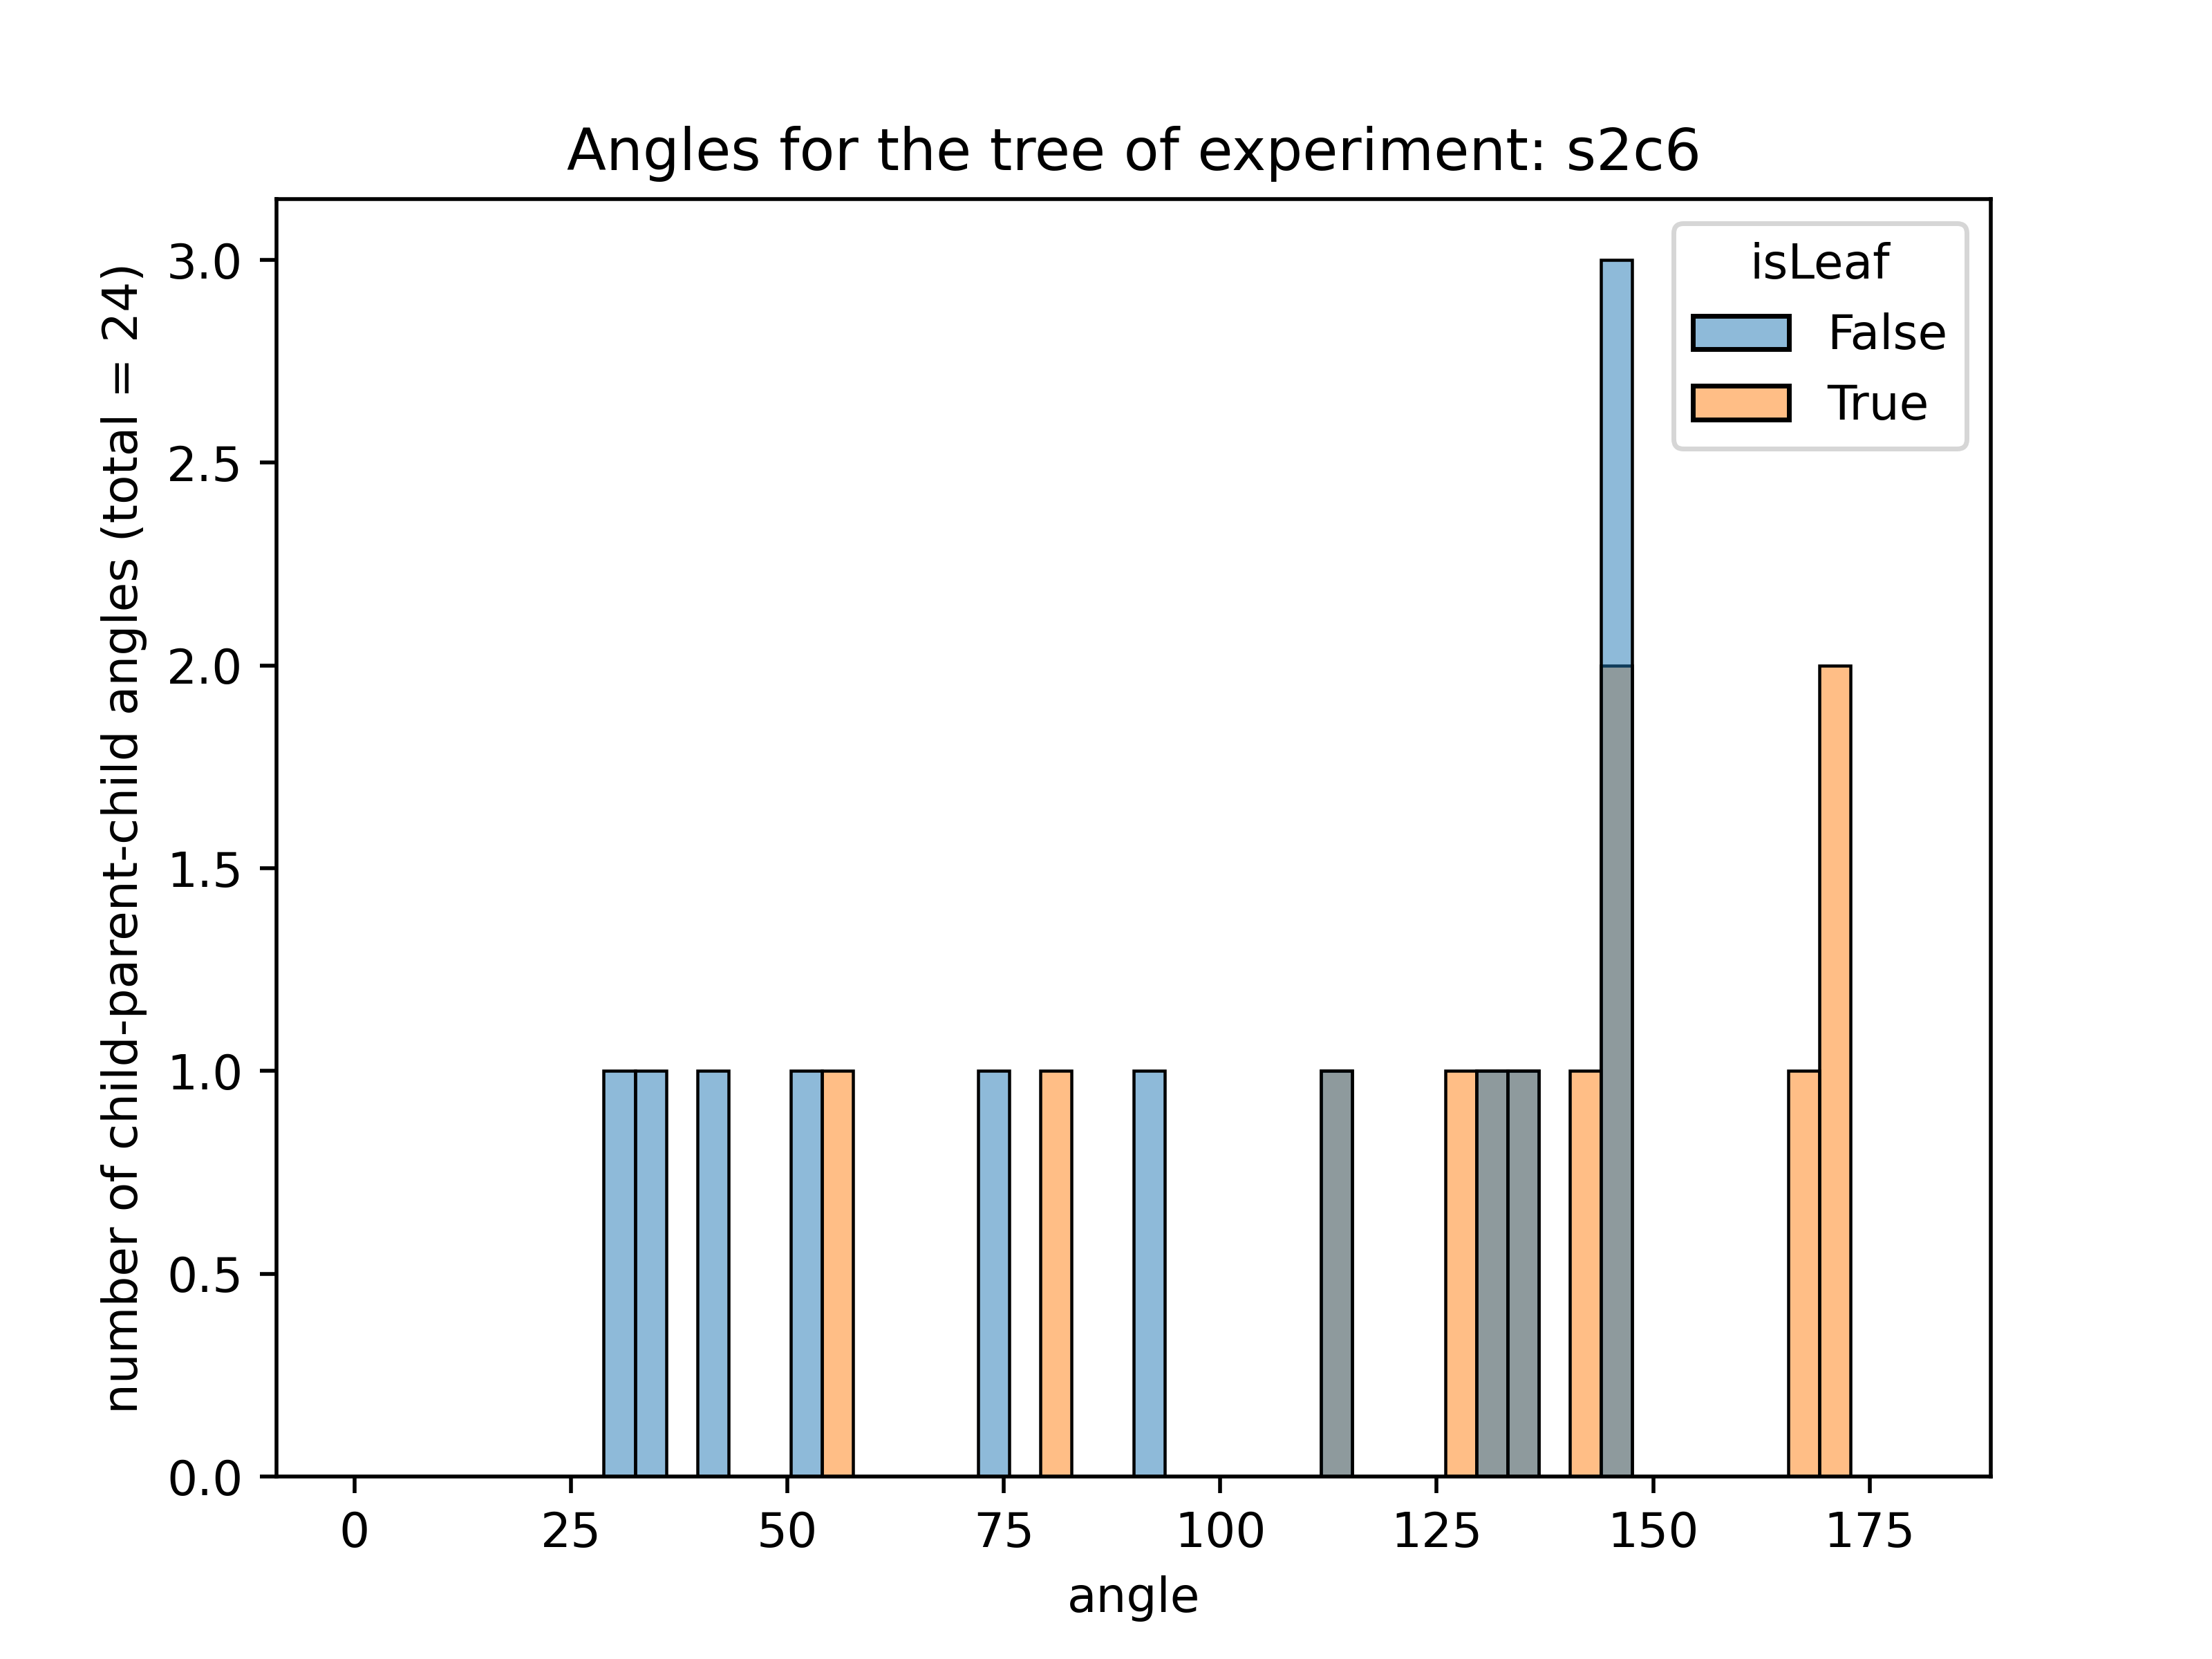 Angles for the tree of experiment: s2c6
number of child-parent-child angles (total = 24)
3.0
2.5
2.0
1.5
1.0
0.5
0.0
isLeaf
False
True
0 25 50 75 100 125 150 175
angle